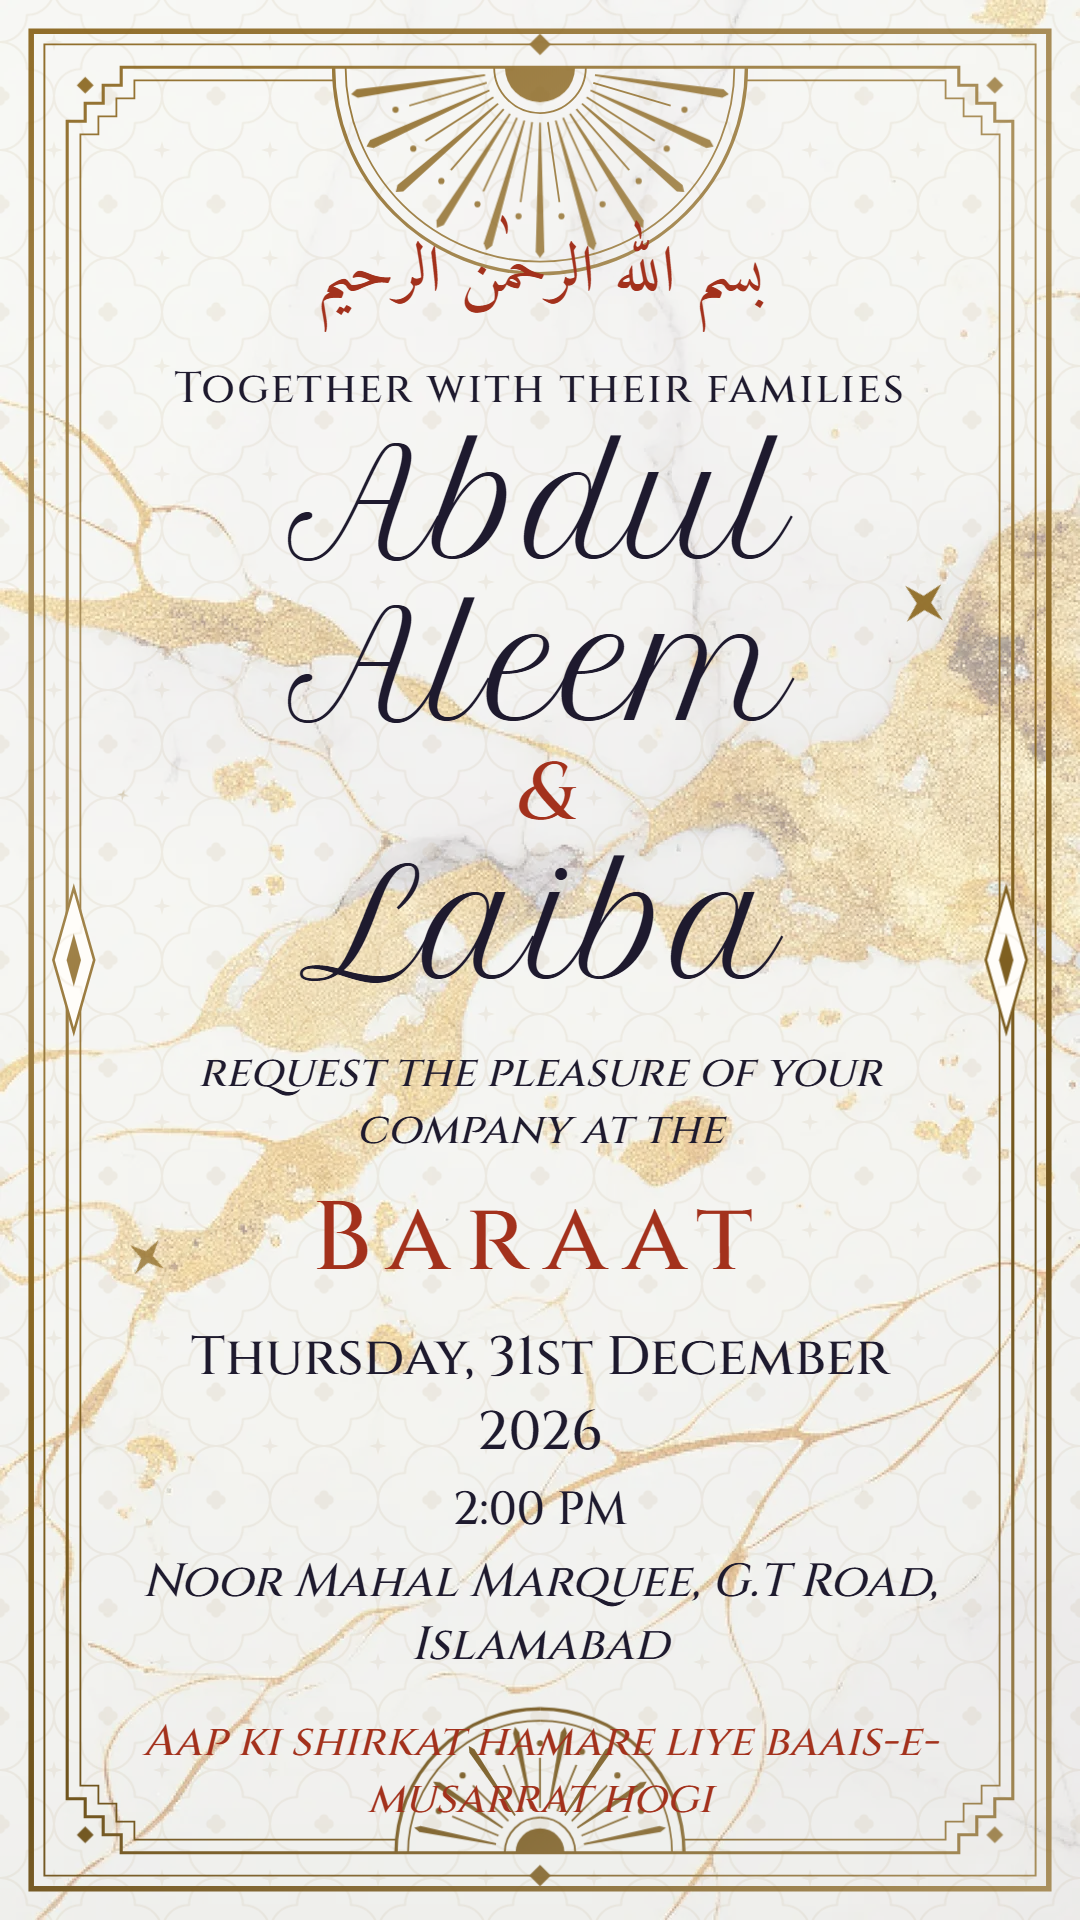 بسم الله الرحمٰن الرحيم
Together with their families
Abdul
Aleem
&
Laiba
request the pleasure of your
company at the
Baraat
Thursday, 31st December
2026
2:00 PM
Noor Mahal Marquee, G.T Road,
Islamabad
Aap ki shirkat hamare liye baais-e-
musarrat hogi